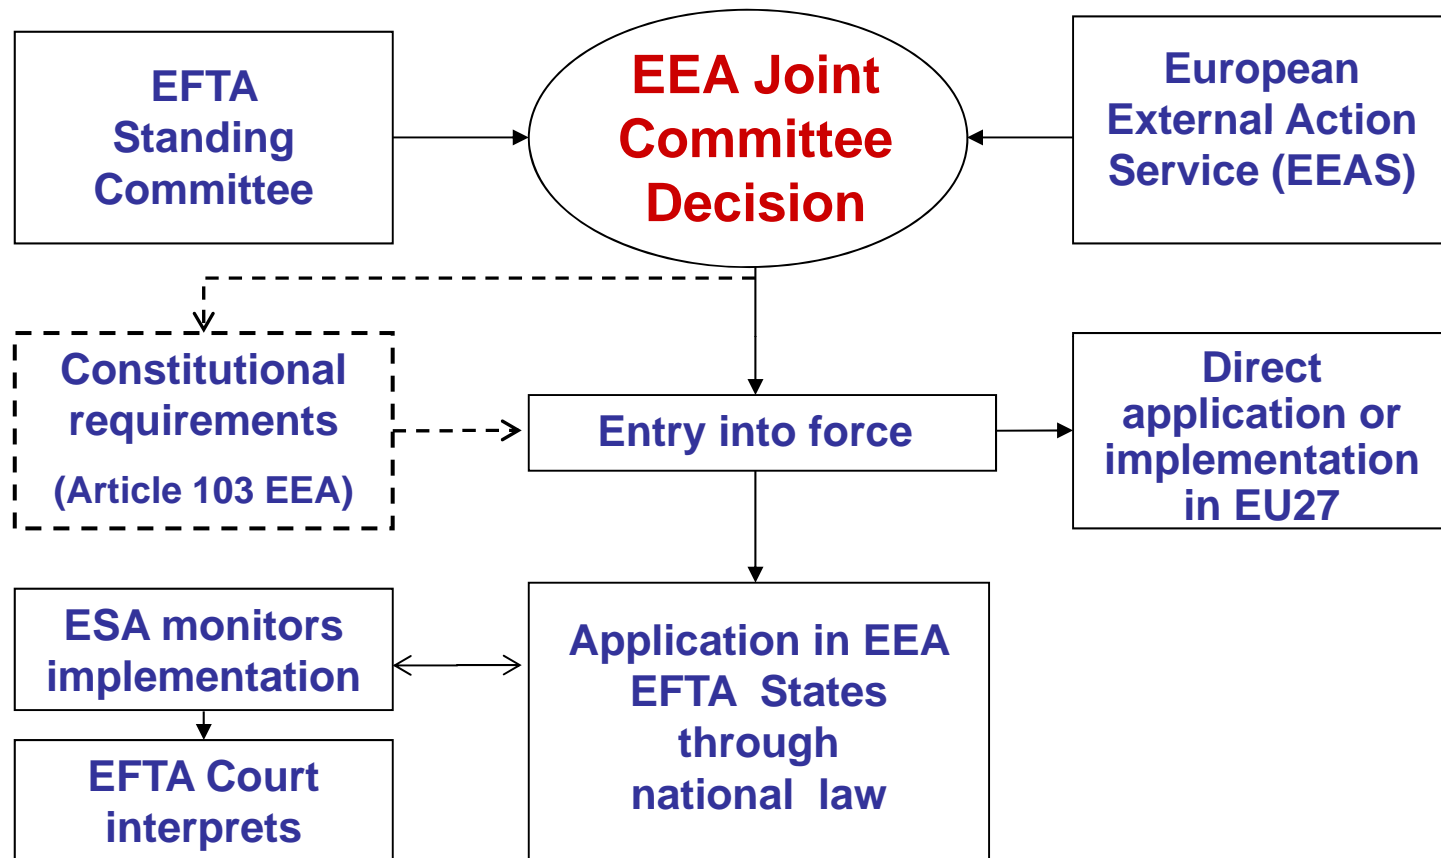 EFTA
Standing
Committee
EEA Joint
Committee
Decision
European
External Action
Service (EEAS)
Constitutional
requirements
(Article 103 EEA)
Entry into force
Direct
application or
implementation
in EU27
ESA monitors
implementation
EFTA Court
interprets
Application in EEA
EFTA States
through
national law